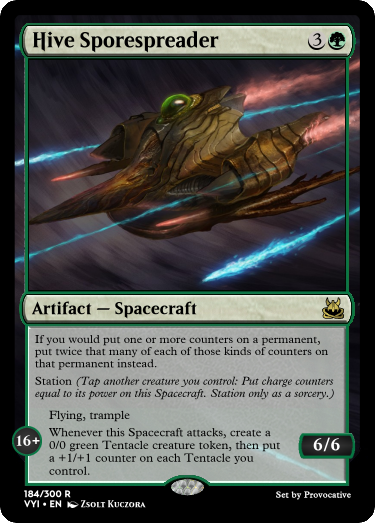 Hive Sporespreader 3
Artifact — Spacecraft
If you would put one or more counters on a permanent,
put twice that many of each of those kinds of counters on
that permanent instead.
Station (Tap another creature you control: Put charge counters
equal to its power on this Spacecraft. Station only as a sorcery.)
Flying, trample
16+
Whenever this Spacecraft attacks, create a
0/0 green Tentacle creature token, then put
a +1/+1 counter on each Tentacle you
control.
6/6
184/300 R
VYI • EN Zsolt Kuczora
Set by Provocative